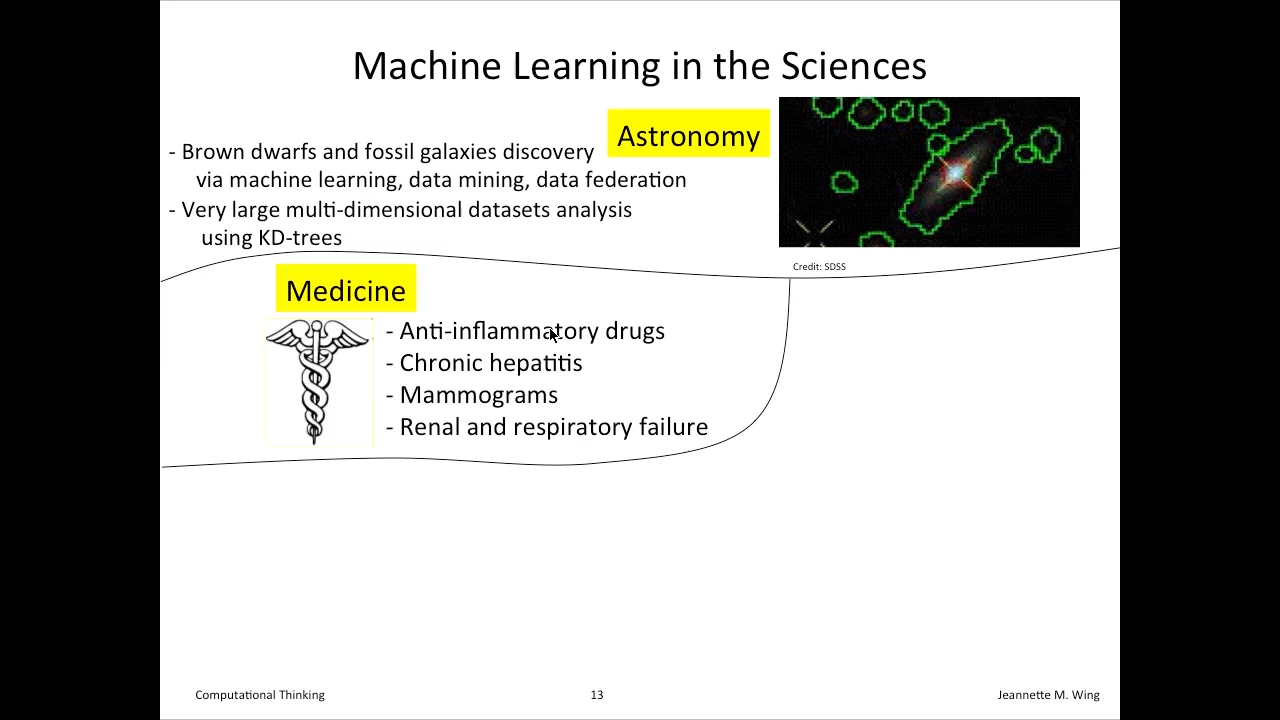 Machine Learning in the Sciences
Astronomy
- Brown dwarfs and fossil galaxies discovery
via machine learning, data mining, data federation
- Very large multi-dimensional datasets analysis
using KD-trees
Credit: SDSS
Medicine
- Anti-inflammatory drugs
- Chronic hepatitis
- Mammograms
- Renal and respiratory failure
Computational Thinking
13
Jeannette M. Wing